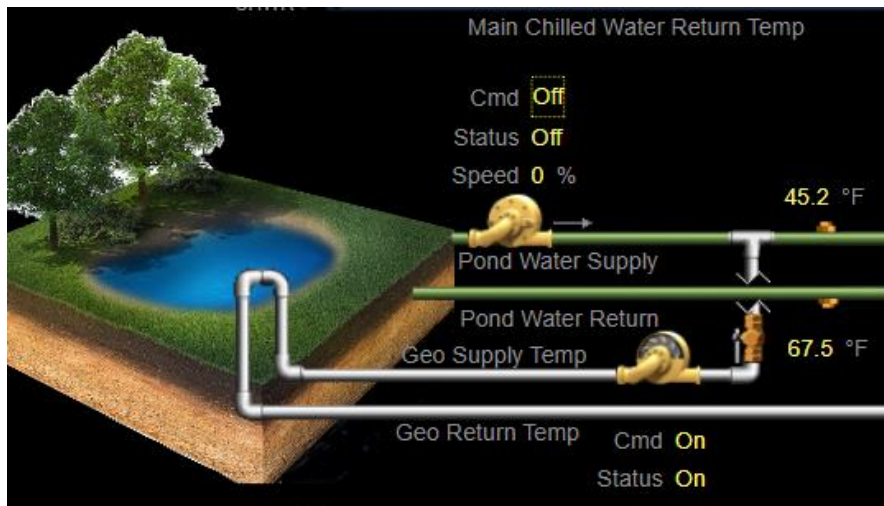 Main Chilled Water Return Temp
Cmd Off
Status Off
Speed 0 %
45.2 °F
Pond Water Supply
Pond Water Return
Geo Supply Temp
67.5 °F
Geo Return Temp
Cmd On
Status On